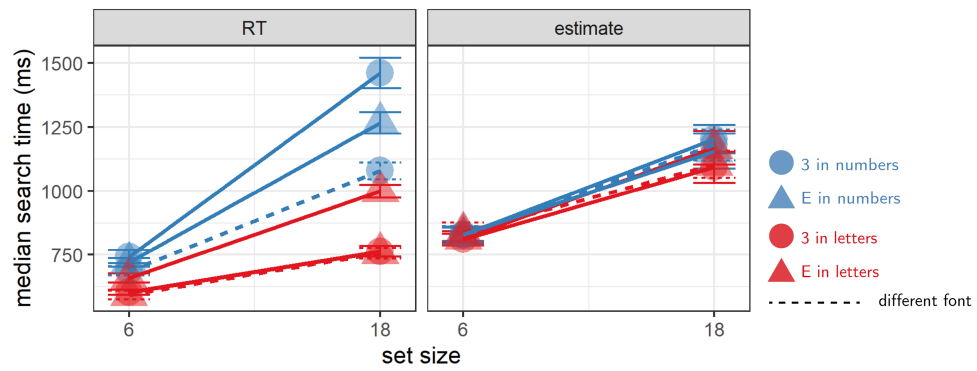 RT
estimate
median search time (ms)
1500
1250
1000
750
6
18
6
18
set size
3 in numbers
E in numbers
3 in letters
E in letters
different font